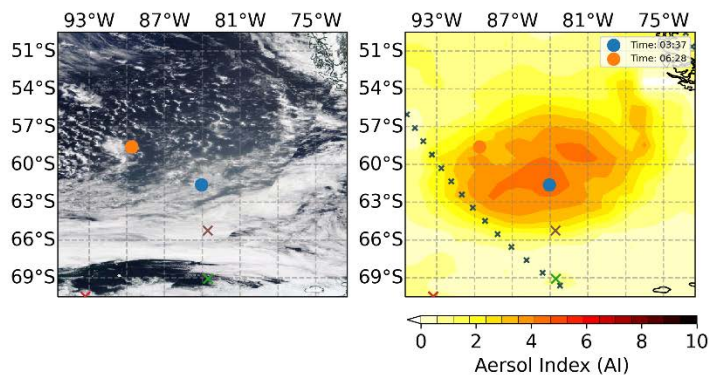 93°W 87°W 81°W 75°W 93°W 87°W 81°W 75°W
Time: 03:37
Time: 06:28
51°S 51°S
54°S 54°S
57°S 57°S
60°S 60°S
63°S 63°S
66°S 66°S
69°S 69°S
0 2 4 6 8 10
Aersol Index (AI)